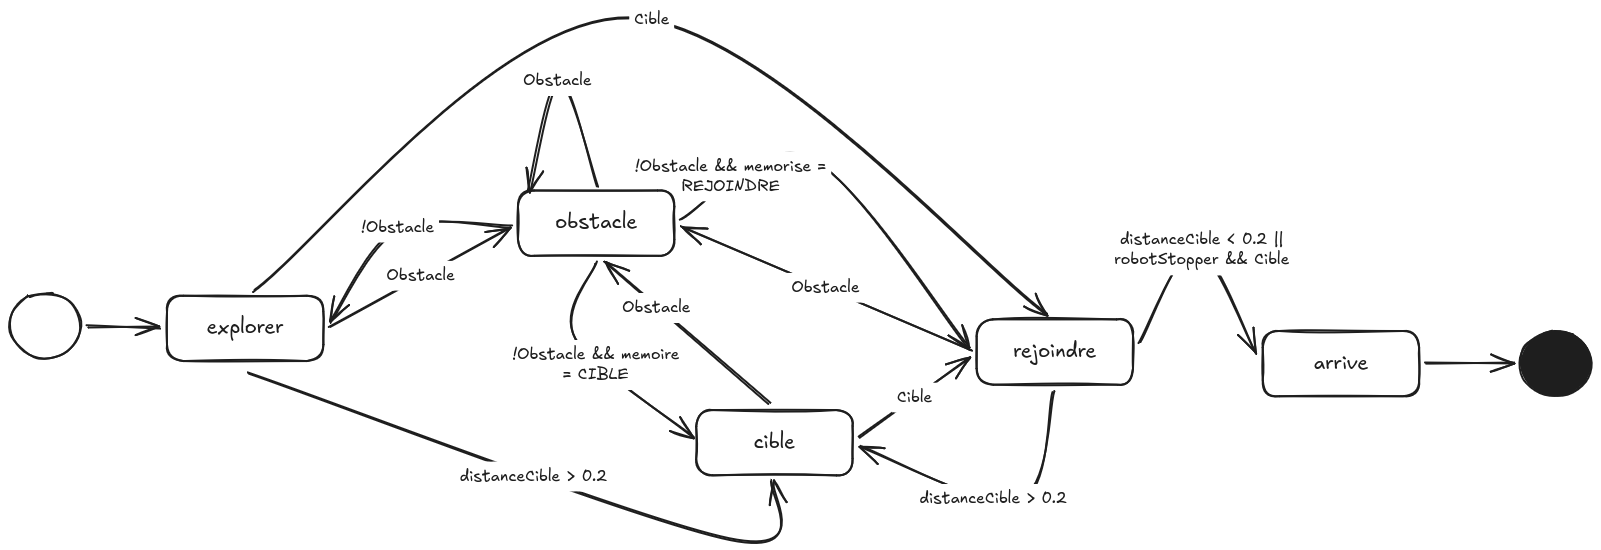 Cible
Obstacle
!Obstacle && memorise =
REJOINDRE
obstacle
!Obstacle
Obstacle
distanceCible < 0.2 ||
robotStopper && Cible
Obstacle
Obstacle
explorer
!Obstacle && memoire
= CIBLE
rejoindre
arrive
Cible
cible
distanceCible > 0.2
distanceCible > 0.2